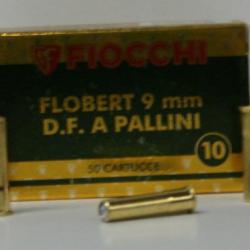 FIOCCHI
FLOBERT 9 mm
D.F. A PALLINI
10
50 CARTUCCE